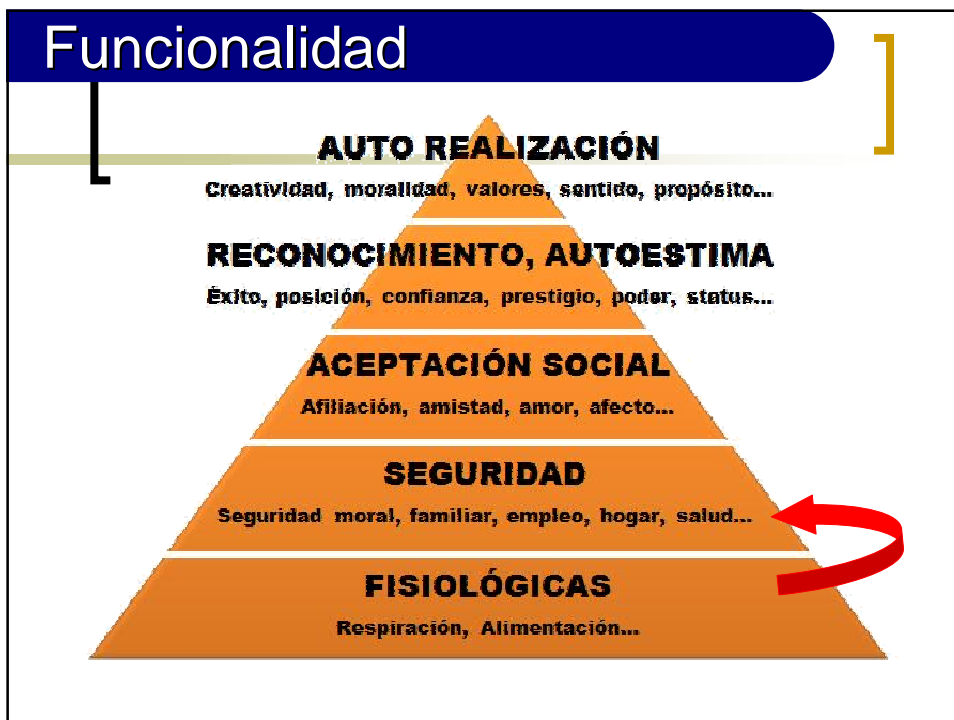 Funcionalidad
AUTO REALIZACIÓN
Creatividad, moralidad, valores, sentido, propósito...
RECONOCIMIENTO, AUTOESTIMA
Éxito, posición, confianza, prestigio, poder, status...
ACEPTACIÓN SOCIAL
Afiliación, amistad, amor, afecto...
SEGURIDAD
Seguridad moral, familiar, empleo, hogar, salud...
FISIOLÓGICAS
Respiración, Alimentación...